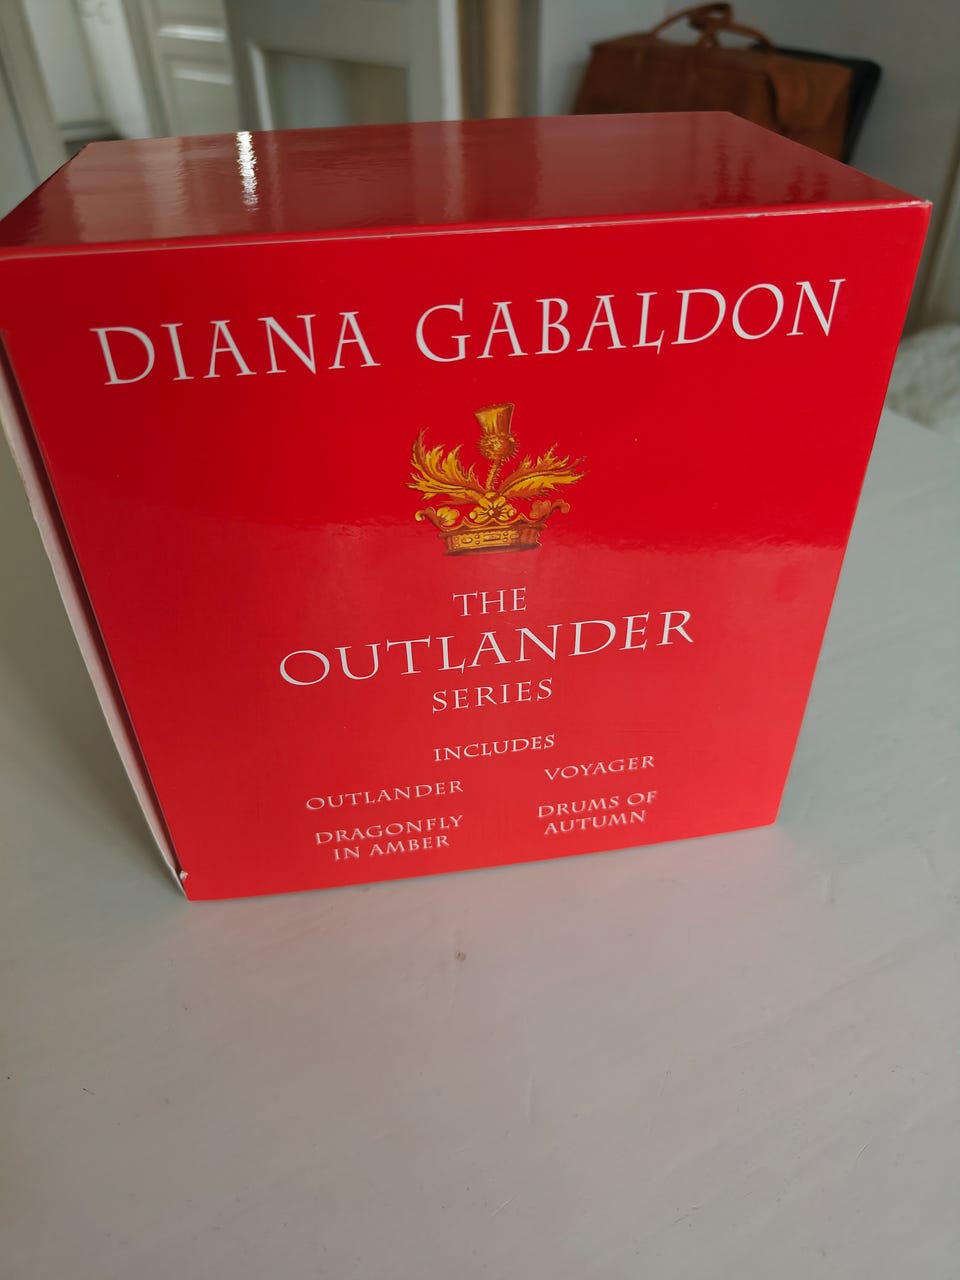 DIANA GABALDON
THE
OUTLANDER
SERIES
INCLUDES
OUTLANDER
DRAGONFLY
IN AMBER
VOYAGER
DRUMS OF
AUTUMN